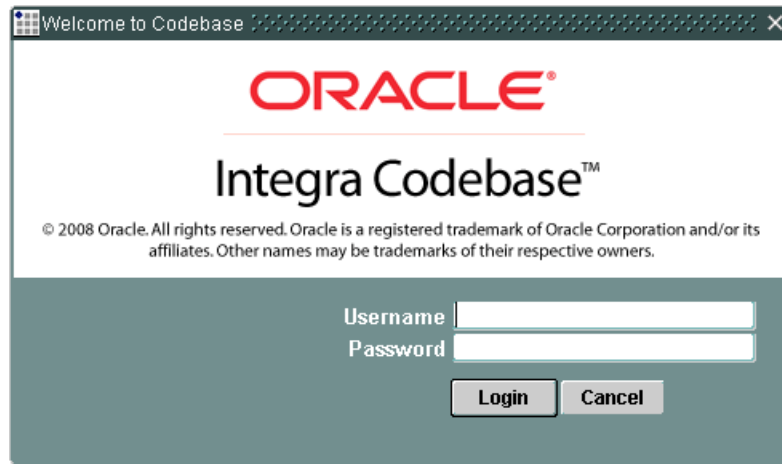 Welcome to Codebase
ORACLE®
Integra Codebase™
© 2008 Oracle. All rights reserved. Oracle is a registered trademark of Oracle Corporation and/or its
affiliates. Other names may be trademarks of their respective owners.
Username
Password
Login Cancel